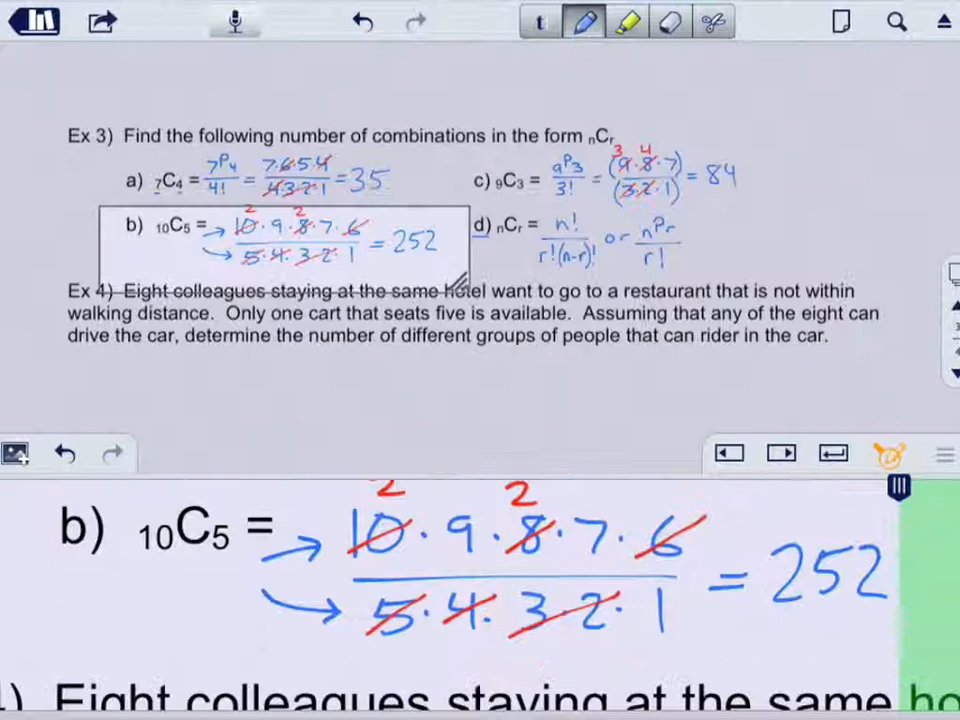 t
Ex 3) Find the following number of combinations in the form nCr
a) 7C4 = 7P4/4! = 7·6·5·4/4·3·2·1 = 35
c) 9C3 = 9P3/3! = (9·8·7)/(3·2·1) = 84
3 4
b) 10C5 = 10·9·8·7·6/5·4·3·2·1 = 252
2 2
d) nCr = n!/r!(n-r)! or nPr/r!
Ex 4) Eight colleagues staying at the same hotel want to go to a restaurant that is not within
walking distance. Only one cart that seats five is available. Assuming that any of the eight can
drive the car, determine the number of different groups of people that can rider in the car.
2 2
b) 10C5 = 10·9·8·7·6/5·4·3·2·1 = 252
) Eight colleagues staying at the same ho